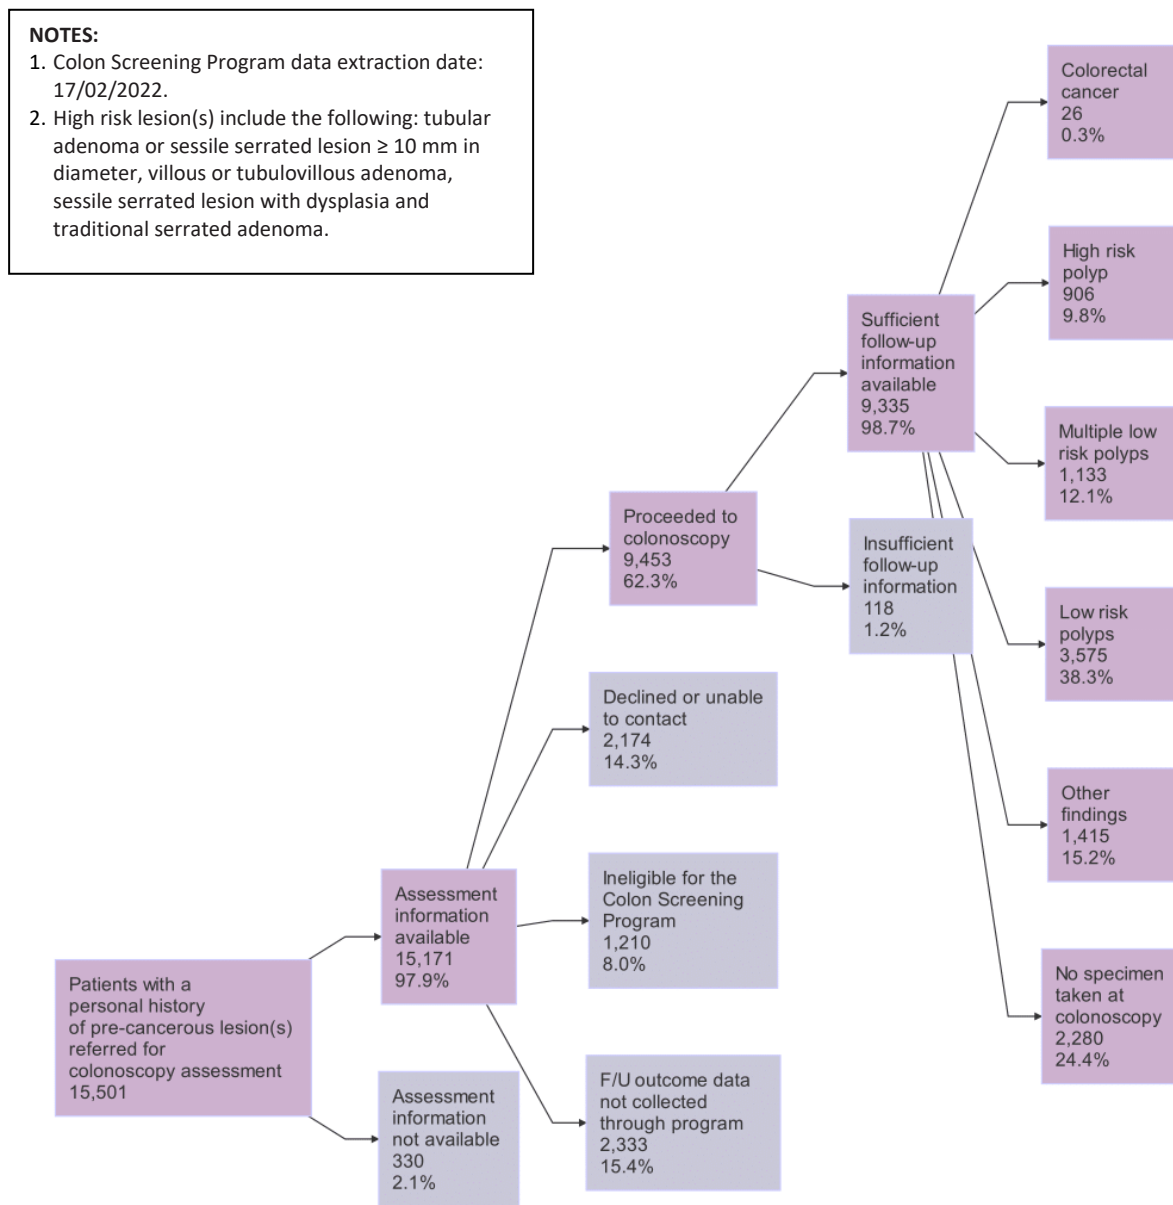 NOTES:
1. Colon Screening Program data extraction date:
17/02/2022.
2. High risk lesion(s) include the following: tubular
adenoma or sessile serrated lesion ≥ 10 mm in
diameter, villous or tubulovillous adenoma,
sessile serrated lesion with dysplasia and
traditional serrated adenoma.
Patients with a
personal history
of pre-cancerous lesion(s)
referred for
colonoscopy assessment
15,501
Assessment
information
available
15,171
97.9%
Assessment
information
not available
330
2.1%
Proceeded to
colonoscopy
9,453
62.3%
Declined or unable
to contact
2,174
14.3%
Ineligible for the
Colon Screening
Program
1,210
8.0%
F/U outcome data
not collected
through program
2,333
15.4%
Sufficient
follow-up
information
available
9,335
98.7%
Insufficient
follow-up
information
118
1.2%
Colorectal
cancer
26
0.3%
High risk
polyp
906
9.8%
Multiple low
risk polyps
1,133
12.1%
Low risk
polyps
3,575
38.3%
Other
findings
1,415
15.2%
No specimen
taken at
colonoscopy
2,280
24.4%